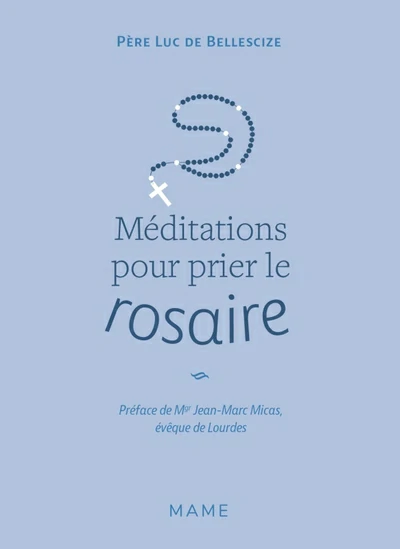 Père Luc de Bellescize
Méditations
pour prier le
rosaire
Préface de Mgr Jean-Marc Micas,
évêque de Lourdes
MAME